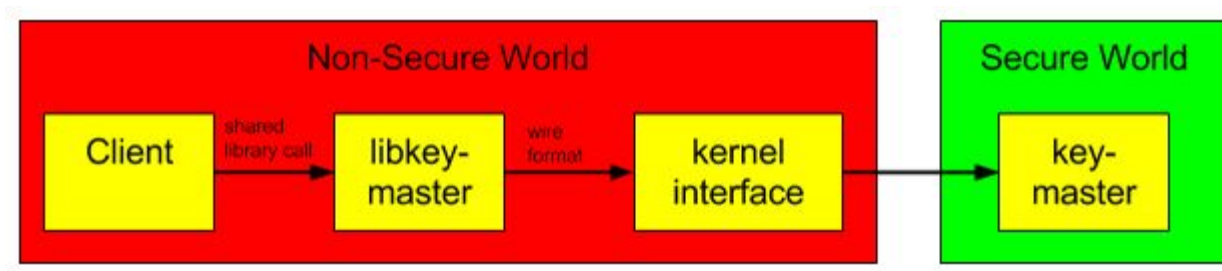 Non-Secure World
Secure World
Client
shared
library call
libkey-
master
wire
format
kernel
interface
key-
master